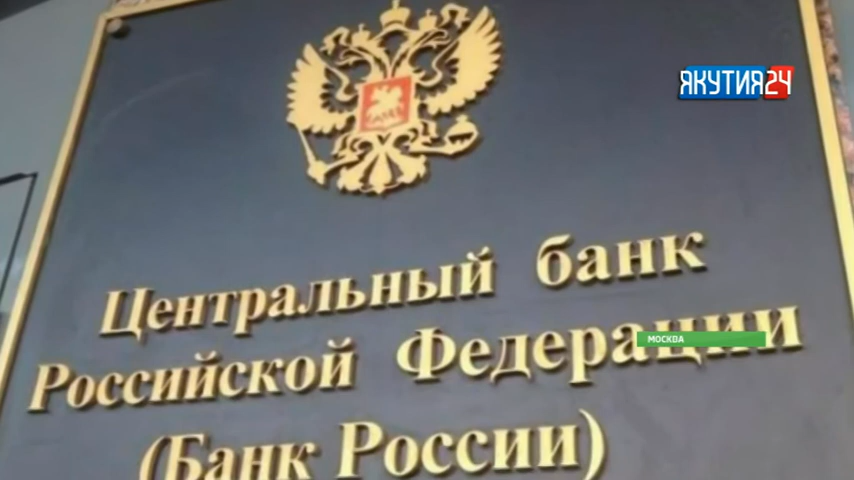 ЯКУТИЯ24
Центральный банк
Российской Федерации
МОСКВА
(Банк России)